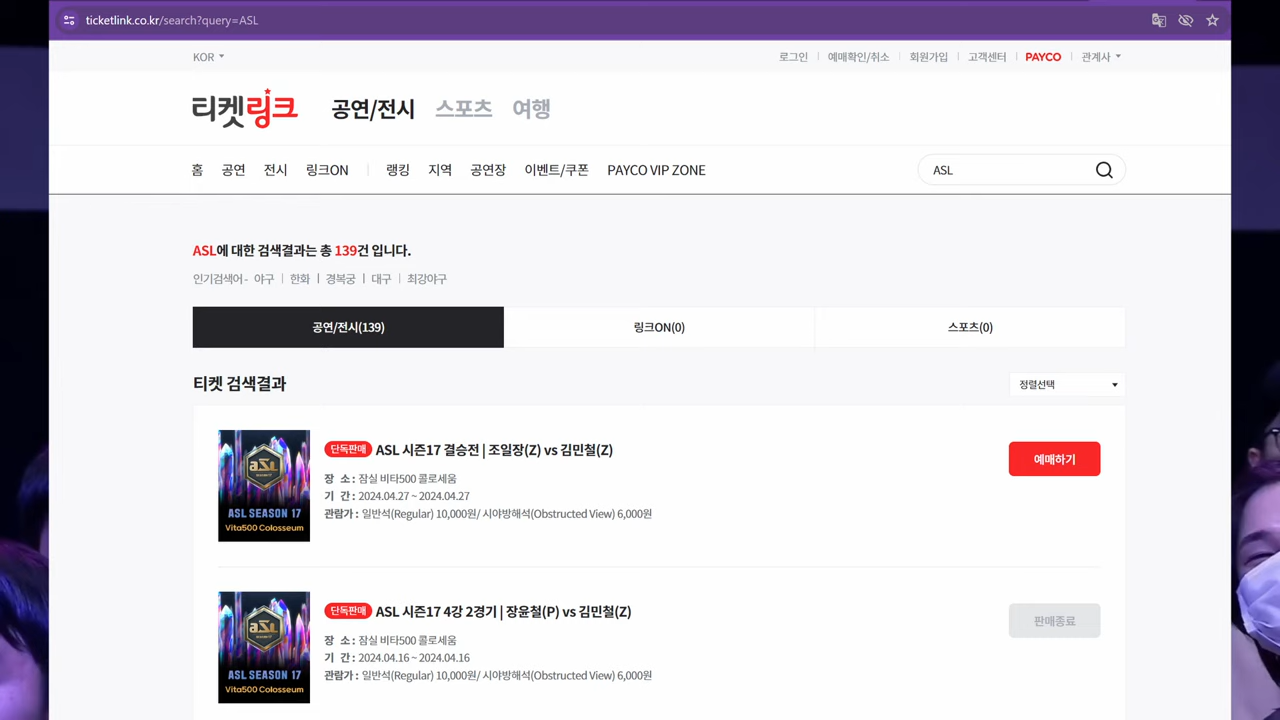 ticketlink.co.kr/search?query=ASL
KOR
로그인 예매확인/취소 회원가입 고객센터 PAYCO 관계사
티켓링크 공연/전시 스포츠 여행
홈 공연 전시 링크ON 랭킹 지역 공연장 이벤트/쿠폰 PAYCO VIP ZONE
ASL
ASL에 대한 검색결과는 총 139건 입니다.
인기검색어 - 야구 한화 경복궁 대구 최강야구
공연/전시(139) 링크ON(0) 스포츠(0)
티켓 검색결과
정렬선택
단독판매 ASL 시즌17 결승전 | 조일장(Z) vs 김민철(Z)
장 소 : 잠실 비타500 콜로세움
기 간 : 2024.04.27 ~ 2024.04.27
관람가 : 일반석(Regular) 10,000원/ 시야방해석(Obstructed View) 6,000원
예매하기
ASL
ASL SEASON 17
Vita500 Colosseum
단독판매 ASL 시즌17 4강 2경기 | 장윤철(P) vs 김민철(Z)
장 소 : 잠실 비타500 콜로세움
기 간 : 2024.04.16 ~ 2024.04.16
관람가 : 일반석(Regular) 10,000원/ 시야방해석(Obstructed View) 6,000원
판매종료
ASL
ASL SEASON 17
Vita500 Colosseum